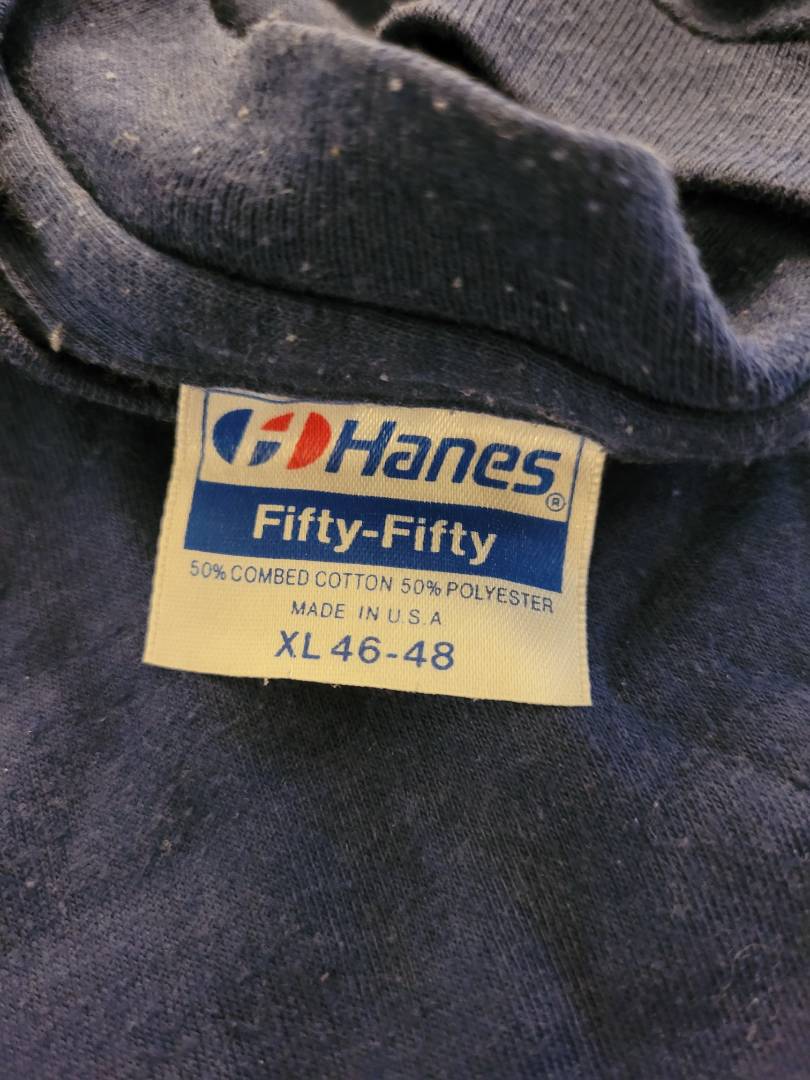 Hanes®
Fifty-Fifty
50% COMBED COTTON 50% POLYESTER
MADE IN U.S.A
XL 46-48